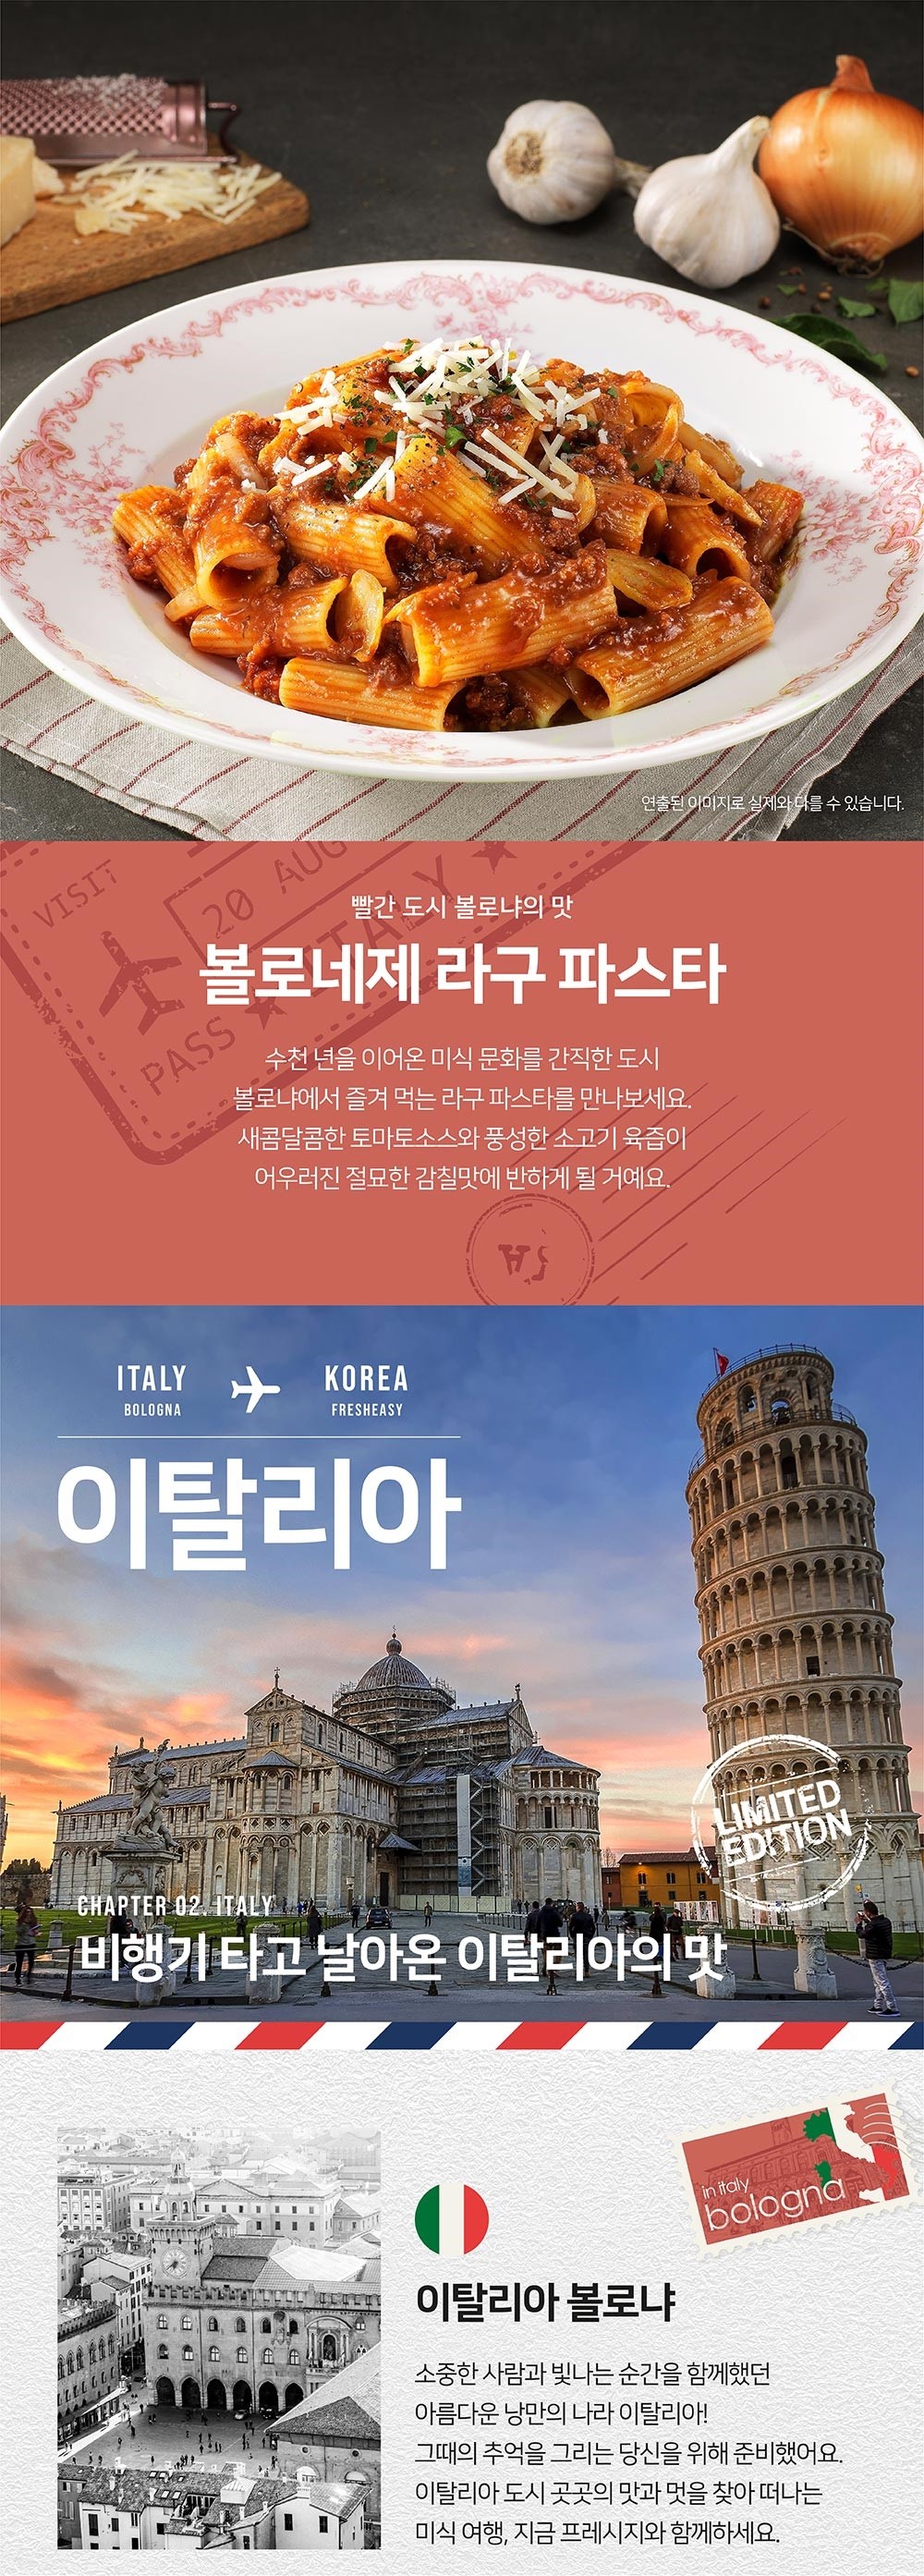 연출된 이미지로 실제와 다를 수 있습니다.
VISIT
20 AUG
ITALY
PASS
빨간 도시 볼로냐의 맛
볼로네제 라구 파스타
수천 년을 이어온 미식 문화를 간직한 도시
볼로냐에서 즐겨 먹는 라구 파스타를 만나보세요.
새콤달콤한 토마토소스와 풍성한 소고기 육즙이
어우러진 절묘한 감칠맛에 반하게 될 거예요.
ITALY KOREA
BOLOGNA FRESHEASY
이탈리아
LIMITED
EDITION
CHAPTER 02. ITALY
비행기 타고 날아온 이탈리아의 맛
in italy
bologna
이탈리아 볼로냐
소중한 사람과 빛나는 순간을 함께했던
아름다운 낭만의 나라 이탈리아!
그때의 추억을 그리는 당신을 위해 준비했어요.
이탈리아 도시 곳곳의 맛과 멋을 찾아 떠나는
미식 여행, 지금 프레시지와 함께하세요.